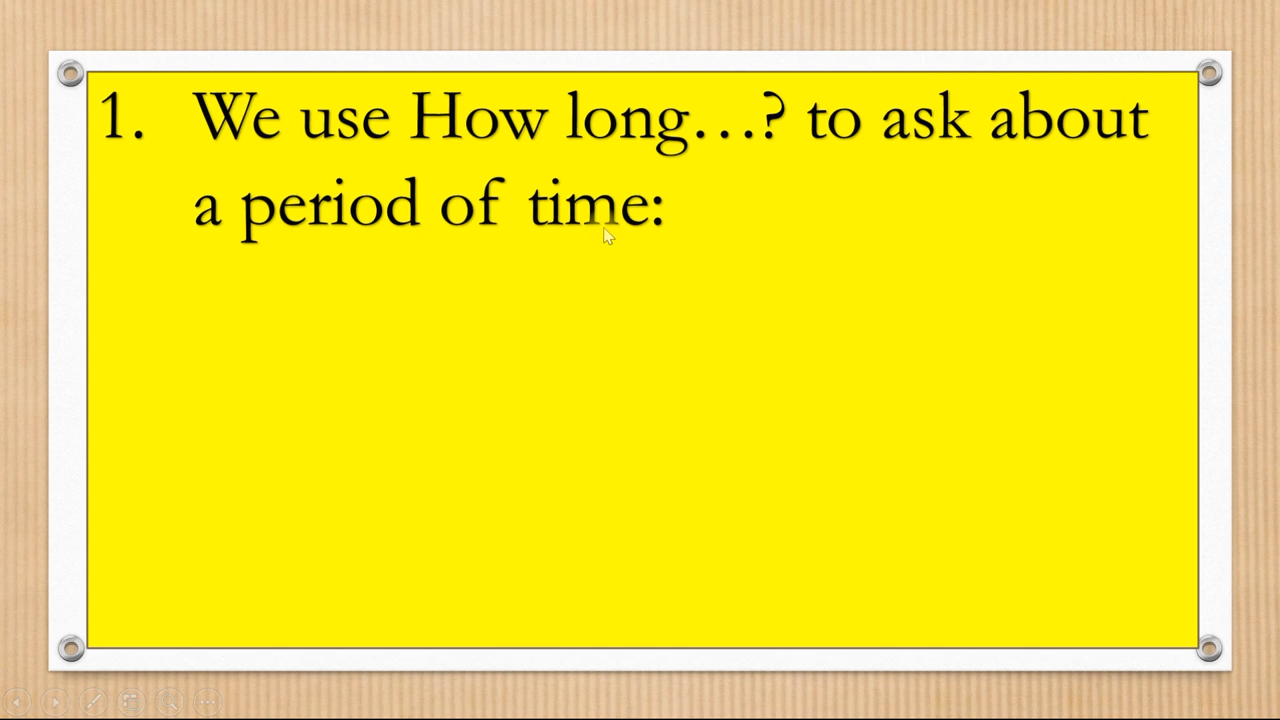 1. We use How long…? to ask about
a period of time: